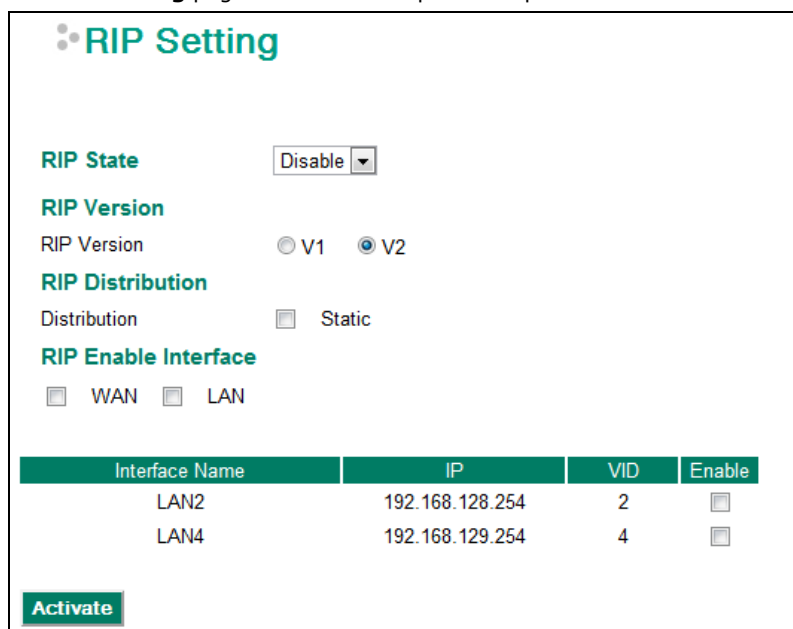 RIP Setting
RIP State Disable
RIP Version
RIP Version V1 V2
RIP Distribution
Distribution Static
RIP Enable Interface
WAN LAN
Interface Name IP VID Enable
LAN2 192.168.128.254 2
LAN4 192.168.129.254 4
Activate